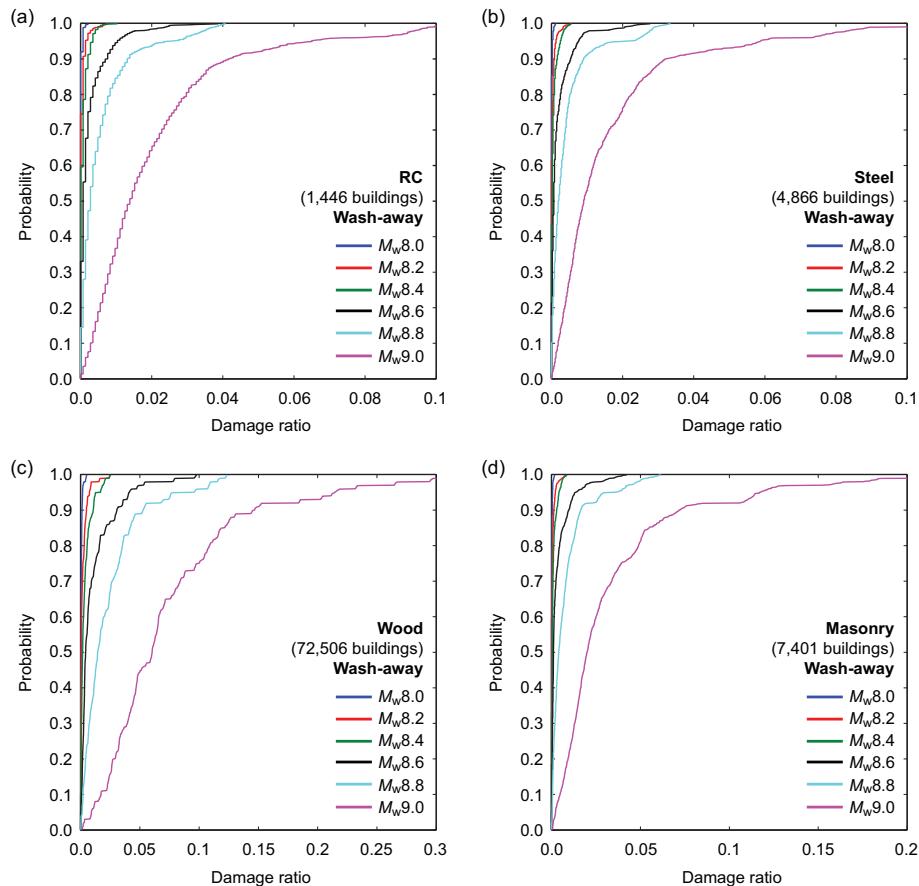 (a)
1.0
0.9
0.8
0.7
0.6
0.5
0.4
0.3
0.2
0.1
0.0
Probability
RC
(1,446 buildings)
Wash-away
Mw8.0
Mw8.2
Mw8.4
Mw8.6
Mw8.8
Mw9.0
0.0 0.02 0.04 0.06 0.08 0.1
Damage ratio
(b)
1.0
0.9
0.8
0.7
0.6
0.5
0.4
0.3
0.2
0.1
0.0
Probability
Steel
(4,866 buildings)
Wash-away
Mw8.0
Mw8.2
Mw8.4
Mw8.6
Mw8.8
Mw9.0
0.0 0.02 0.04 0.06 0.08 0.1
Damage ratio
(c)
1.0
0.9
0.8
0.7
0.6
0.5
0.4
0.3
0.2
0.1
0.0
Probability
Wood
(72,506 buildings)
Wash-away
Mw8.0
Mw8.2
Mw8.4
Mw8.6
Mw8.8
Mw9.0
0.0 0.05 0.1 0.15 0.2 0.25 0.3
Damage ratio
(d)
1.0
0.9
0.8
0.7
0.6
0.5
0.4
0.3
0.2
0.1
0.0
Probability
Masonry
(7,401 buildings)
Wash-away
Mw8.0
Mw8.2
Mw8.4
Mw8.6
Mw8.8
Mw9.0
0.0 0.05 0.1 0.15 0.2
Damage ratio